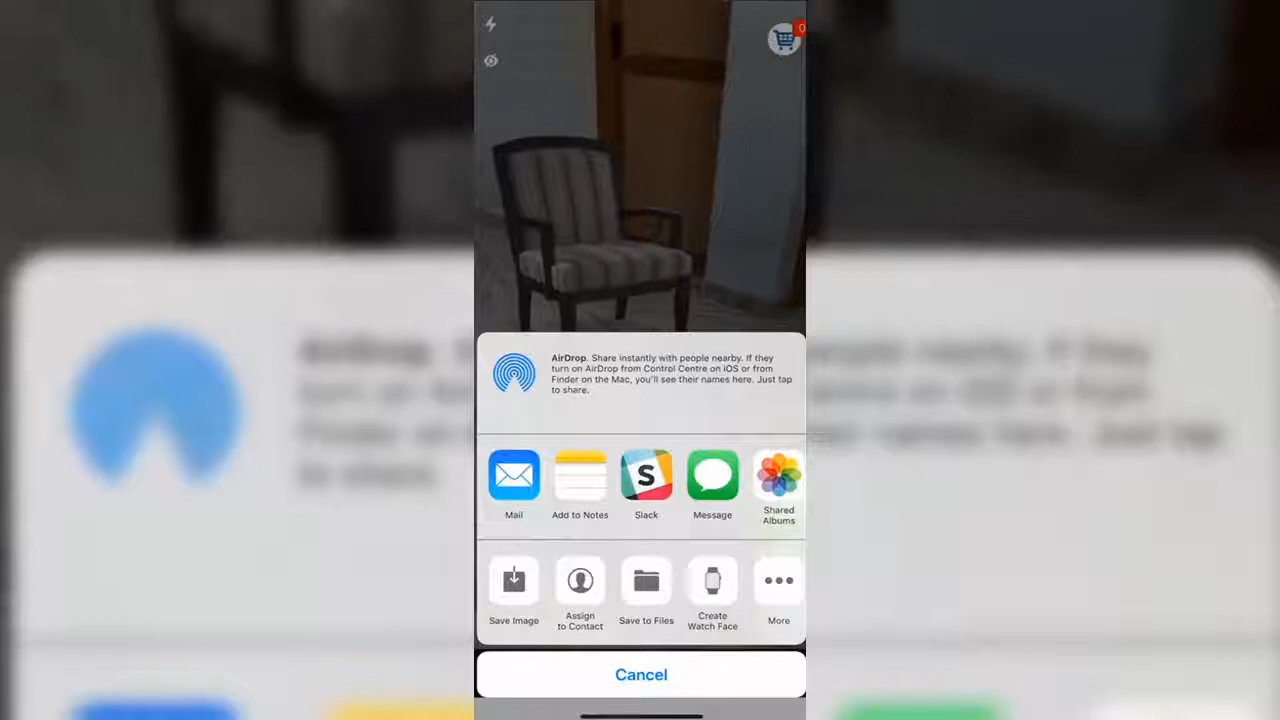 0
AirDrop. Share instantly with people nearby. If they
turn on AirDrop from Control Centre on iOS or from
Finder on the Mac, you'll see their names here. Just tap
to share.
Mail
Add to Notes
S
Slack
Message
Shared
Albums
Save Image
Assign
to Contact
Save to Files
Create
Watch Face
More
Cancel